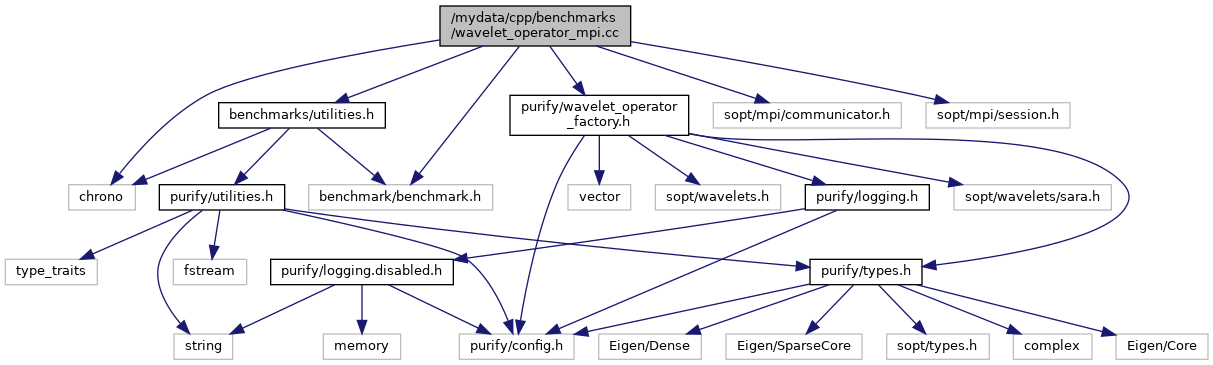 /mydata/cpp/benchmarks
/wavelet_operator_mpi.cc
benchmarks/utilities.h
purify/wavelet_operator
_factory.h
sopt/mpi/communicator.h
sopt/mpi/session.h
chrono
purify/utilities.h
benchmark/benchmark.h
vector
sopt/wavelets.h
purify/logging.h
sopt/wavelets/sara.h
type_traits
fstream
purify/logging.disabled.h
purify/types.h
string
memory
purify/config.h
Eigen/Dense
Eigen/SparseCore
sopt/types.h
complex
Eigen/Core